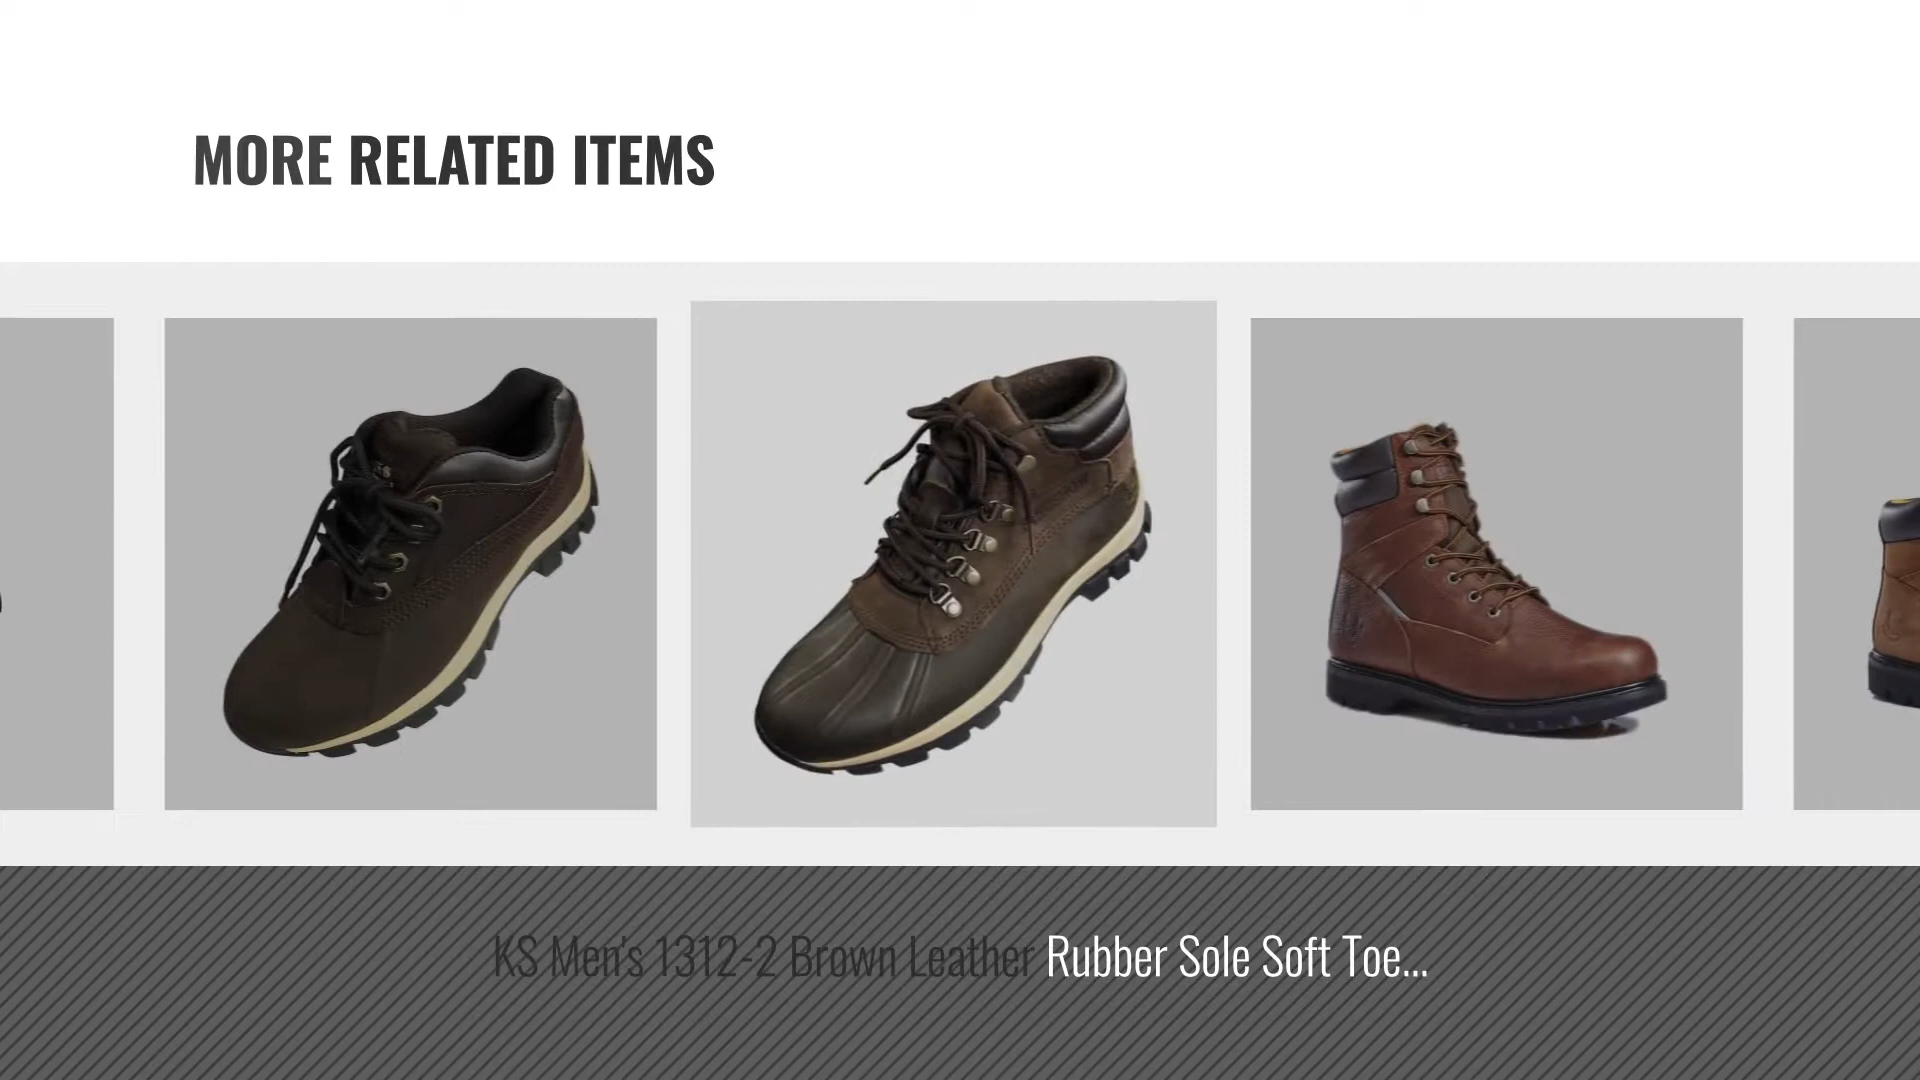 MORE RELATED ITEMS
KS Men's 1312-2 Brown Leather Rubber Sole Soft Toe...